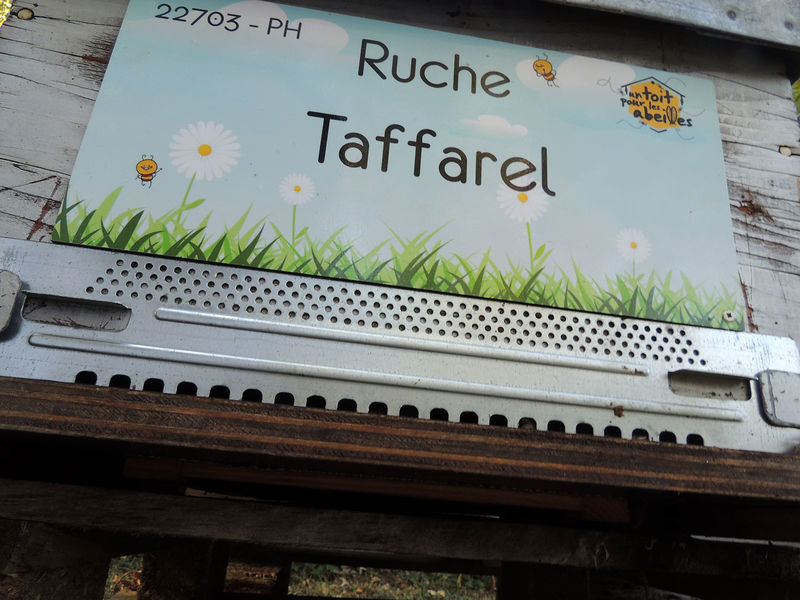 22703 - PH
Ruche
Taffarel
un toit
pour les
abeilles